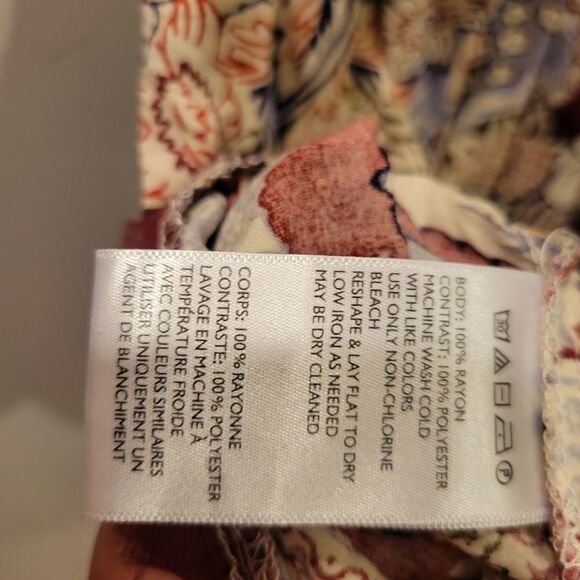 BODY: 100% RAYON
CONTRAST: 100% POLYESTER
MACHINE WASH COLD
WITH LIKE COLORS
USE ONLY NON-CHLORINE
BLEACH
RESHAPE & LAY FLAT TO DRY
LOW IRON AS NEEDED
MAY BE DRY CLEANED
CORPS: 100% RAYONNE
CONTRASTE: 100% POLYESTER
LAVAGE EN MACHINE À
TEMPÉRATURE FROIDE
AVEC COULEURS SIMILAIRES
UTILISER UNIQUEMENT UN
AGENT DE BLANCHIMENT